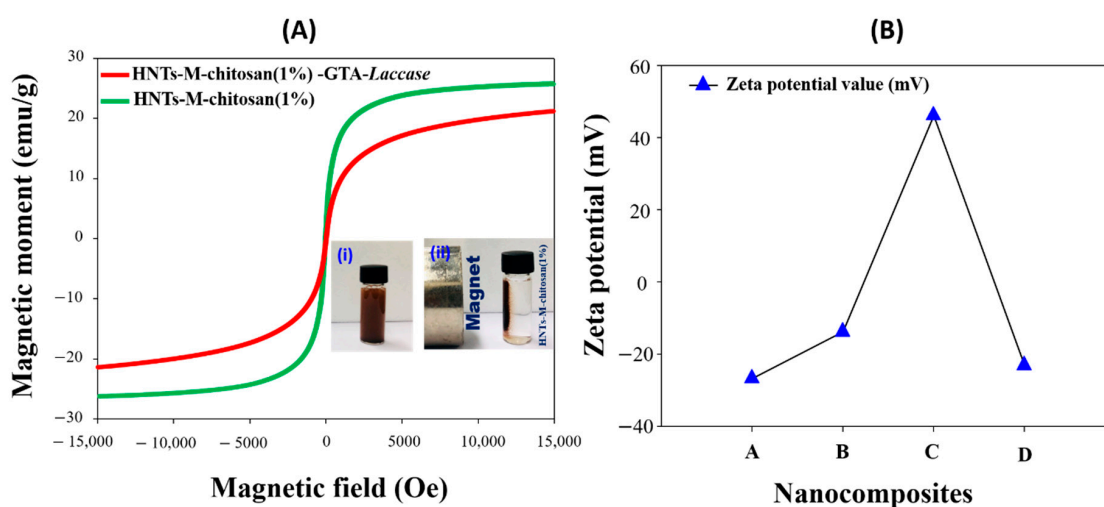 (A)
HNTs-M-chitosan(1%) -GTA-Laccase
HNTs-M-chitosan(1%)
Magnetic moment (emu/g)
30
20
10
0
−10
−20
−30
(i)
(ii)
Magnet
HNTs-M-chitosan(1%)
−15,000
−10,000
−5000
0
5000
10,000
15,000
Magnetic field (Oe)
(B)
Zeta potential value (mV)
Zeta potential (mV)
60
40
20
0
−20
−40
A
B
C
D
Nanocomposites